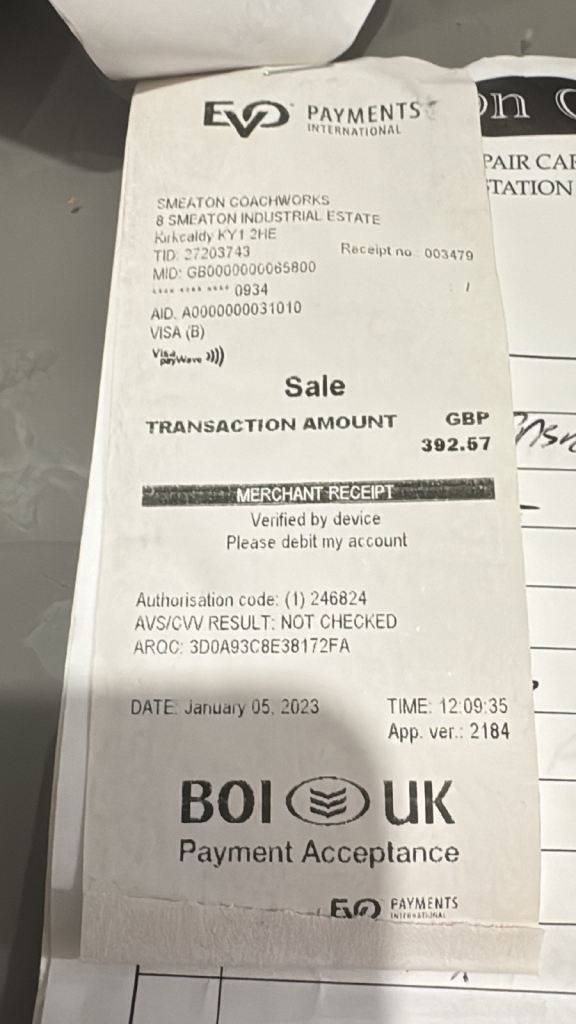 EVO PAYMENTS
INTERNATIONAL
on
PAIR CAR
TATION
SMEATON COACHWORKS
8 SMEATON INDUSTRIAL ESTATE
Kirkcaldy KY1 2HE
TID: 27203743 Receipt no 003479
MID: GB0000000065800
**** **** **** 0934
AID. A0000000031010
VISA (B)
Visa payWave
Sale
TRANSACTION AMOUNT GBP
392.57
MERCHANT RECEIPT
Verified by device
Please debit my account
Authorisation code: (1) 246824
AVS/CVV RESULT: NOT CHECKED
ARQC: 3D0A93C8E38172FA
DATE: January 05, 2023 TIME: 12:09:35
App. ver.: 2184
BOI UK
Payment Acceptance
EVO PAYMENTS
INTERNATIONAL